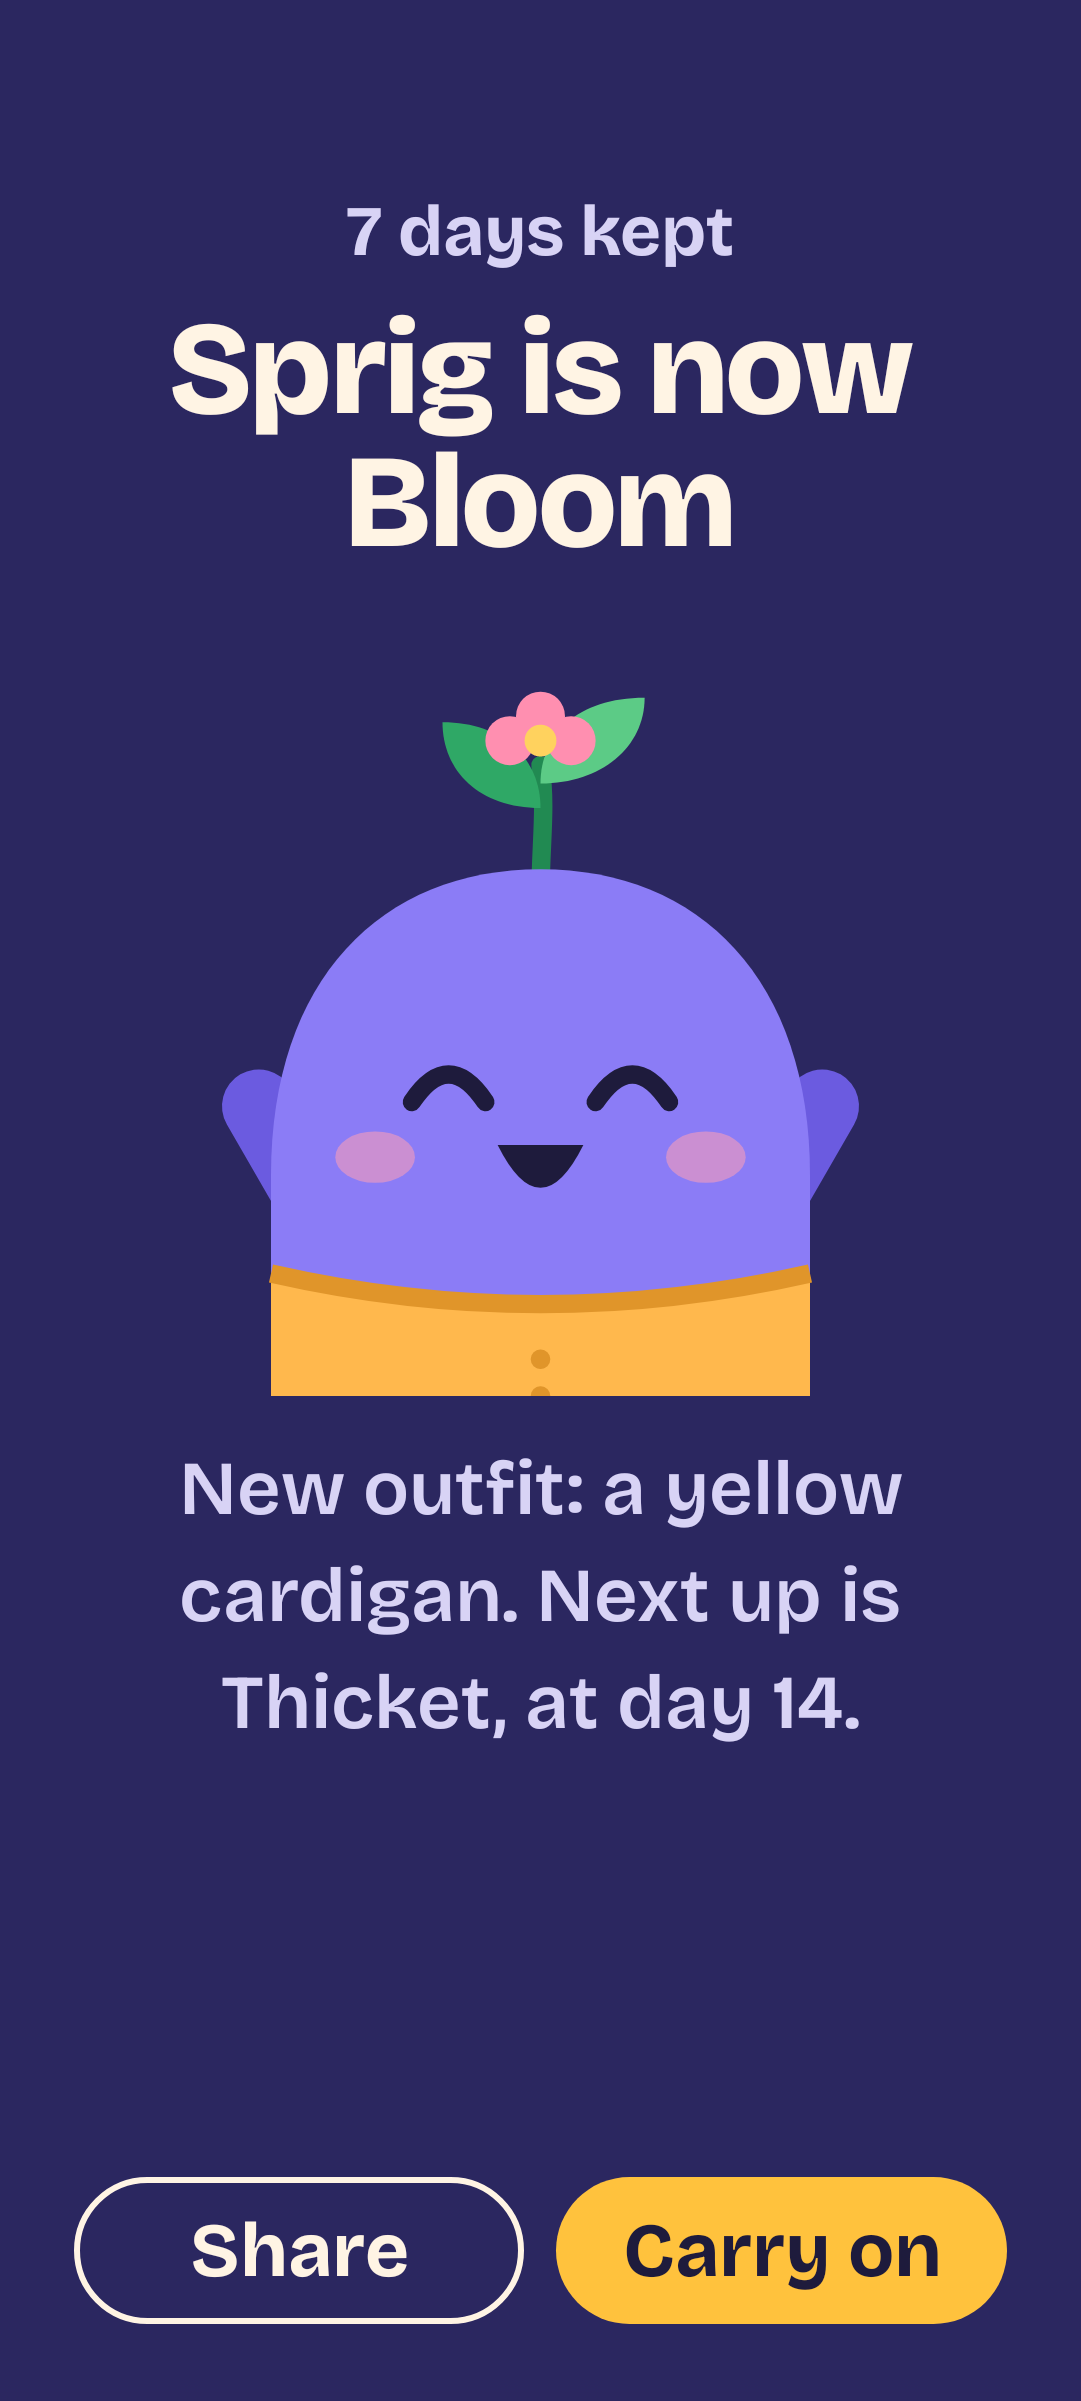 7 days kept
Sprig is now
Bloom
New outfit: a yellow
cardigan. Next up is
Thicket, at day 14.
Share
Carry on